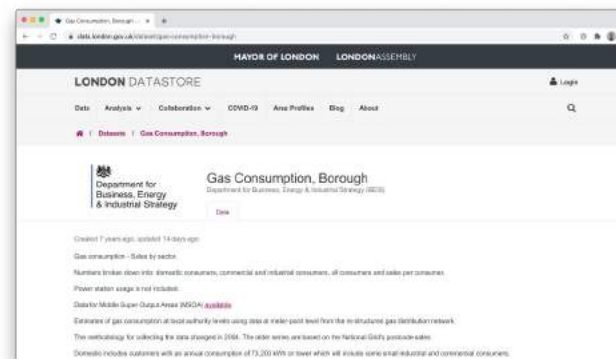 Gas Consumption, Borough
data.london.gov.uk/dataset/gas-consumption-borough
MAYOR OF LONDON LONDONASSEMBLY
LONDON DATASTORE
Login
Data Analysis Collaboration COVID-19 Area Profiles Blog About
/ Datasets / Gas Consumption, Borough
Department for
Business, Energy
& Industrial Strategy
Gas Consumption, Borough
Department for Business, Energy & Industrial Strategy (BEIS)
Data
Created 7 years ago, updated 14 days ago
Gas consumption - Sales by sector.
Numbers broken down into: domestic consumers, commercial and industrial consumers, all consumers and sales per consumer.
Power station usage is not included.
Data for Middle Super Output Areas (MSOA) available.
Estimates of gas consumption at local authority levels using data at meter-point level from the re-structured gas distribution network.
The methodology for collecting the data changed in 2004. The older series are based on the National Grid's postcode sales
Domestic includes customers with an annual consumption of 73,200 kWh or lower which will include some small industrial and commercial consumers.